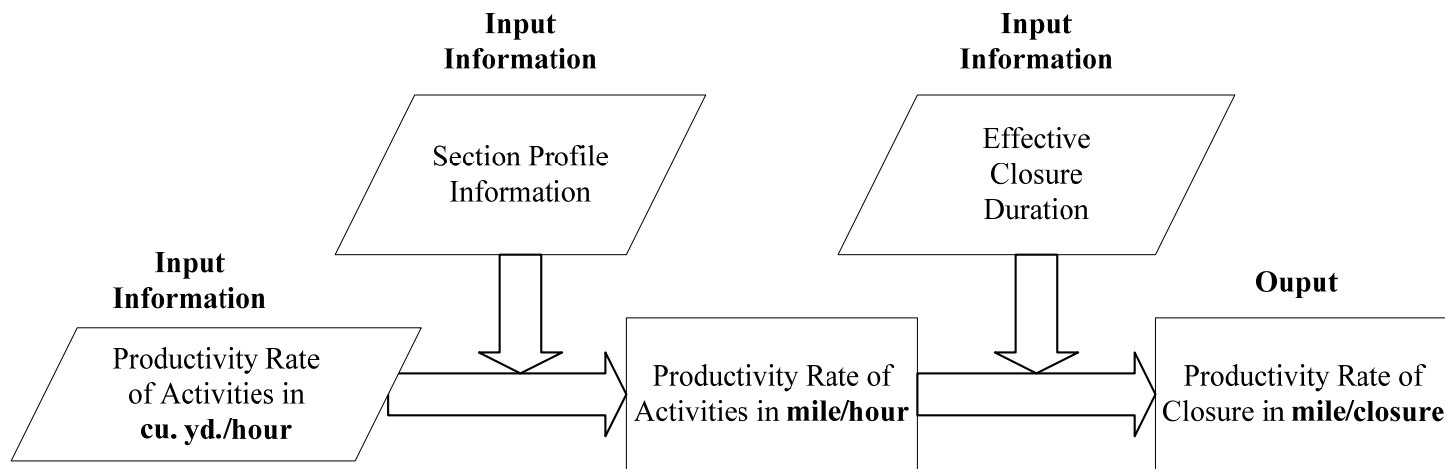 Input
Information
Section Profile
Information
Input
Information
Effective
Closure
Duration
Input
Information
Productivity Rate
of Activities in
cu. yd./hour
Productivity Rate of
Activities in mile/hour
Ouput
Productivity Rate of
Closure in mile/closure